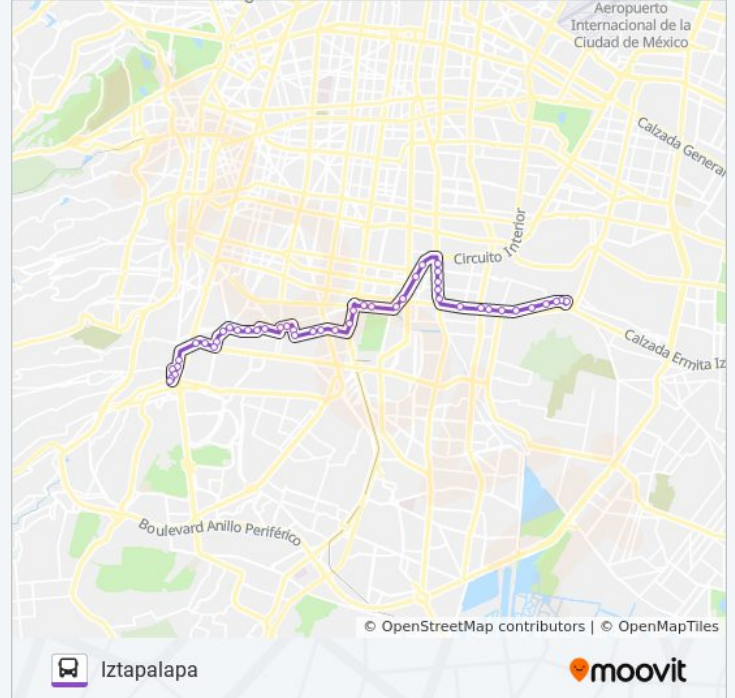 Aeropuerto
Internacional de la
Ciudad de México
Calzada Genera
Circuito Interior
Calzada Ermita Iz
Boulevard Anillo Periférico
© OpenStreetMap contributors | © OpenMapTiles
Iztapalapa
moovit